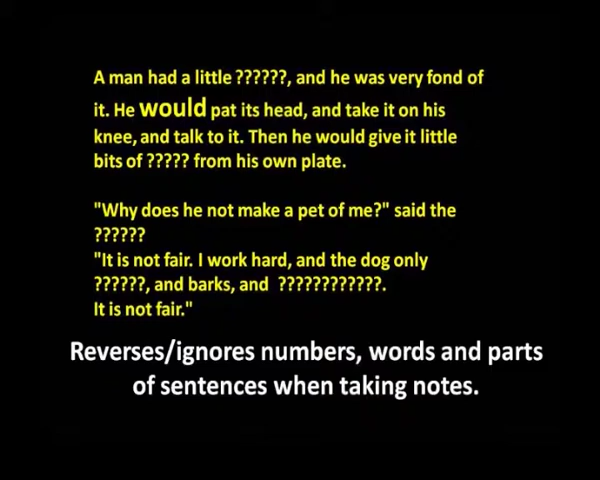 A man had a little ??????, and he was very fond of
it. He would pat its head, and take it on his
knee, and talk to it. Then he would give it little
bits of ????? from his own plate.
"Why does he not make a pet of me?" said the
??????
"It is not fair. I work hard, and the dog only
??????, and barks, and ????????????.
It is not fair."
Reverses/ignores numbers, words and parts
of sentences when taking notes.